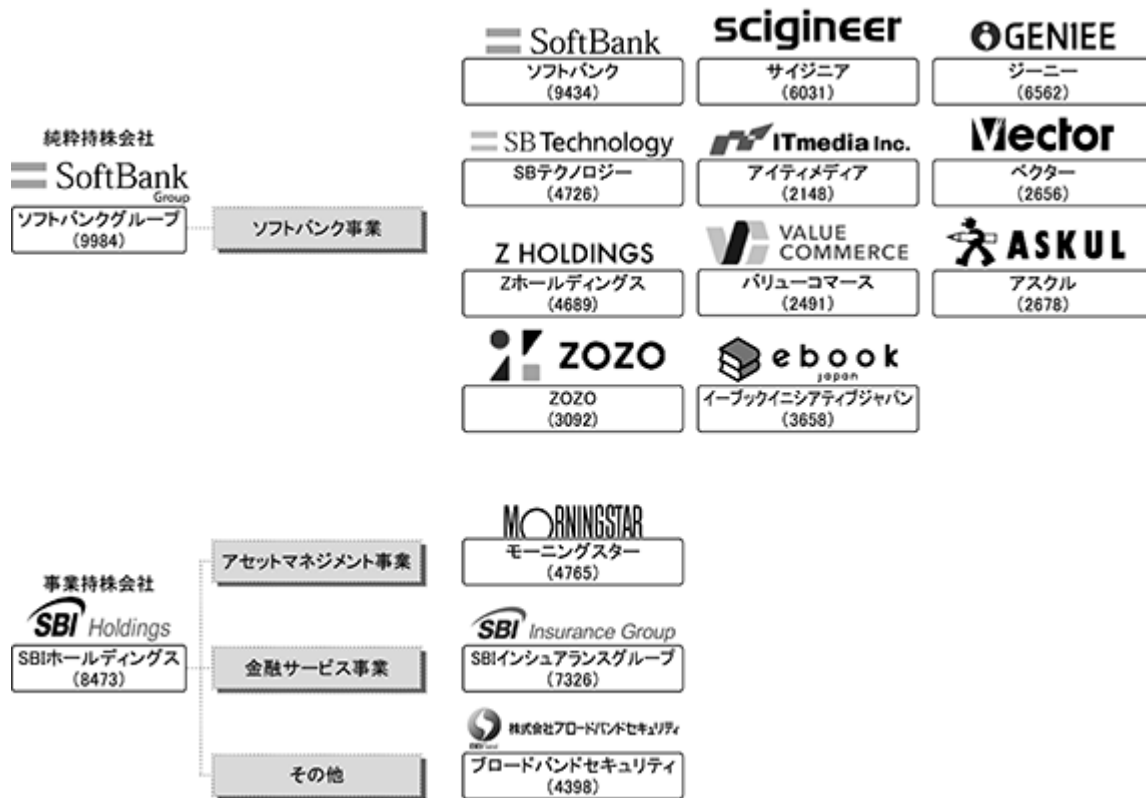 SoftBank
ソフトバンク
(9434)
scigineer
サイジニア
(6031)
GENIEE
ジーニー
(6562)
純粋持株会社
SoftBank
Group
ソフトバンクグループ
(9984)
ソフトバンク事業
SB Technology
SBテクノロジー
(4726)
ITmedia Inc.
アイティメディア
(2148)
Vector
ベクター
(2656)
Z HOLDINGS
Zホールディングス
(4689)
VALUE
COMMERCE
バリューコマース
(2491)
ASKUL
アスクル
(2678)
ZOZO
ZOZO
(3092)
ebook
japan
イーブックイニシアティブジャパン
(3658)
事業持株会社
SBI Holdings
SBIホールディングス
(8473)
アセットマネジメント事業
MORNINGSTAR
モーニングスター
(4765)
金融サービス事業
SBI Insurance Group
SBIインシュアランスグループ
(7326)
その他
株式会社ブロードバンドセキュリティ
ブロードバンドセキュリティ
(4398)